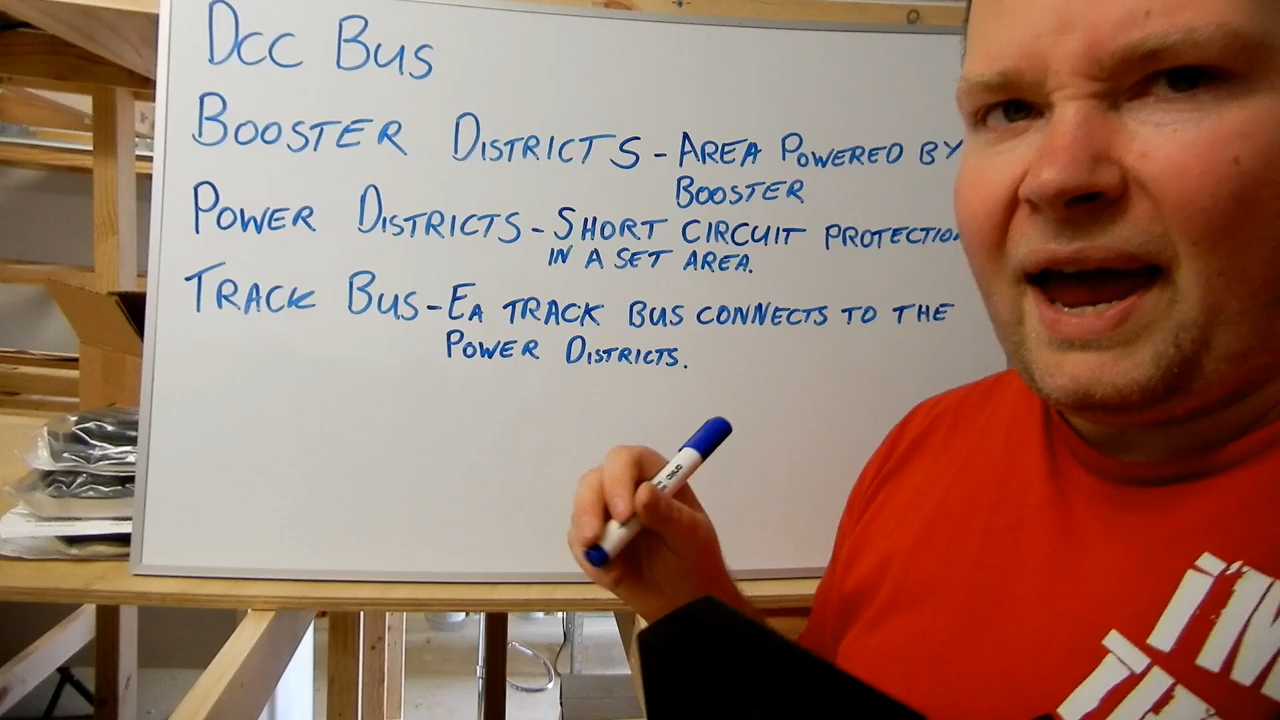 Dcc Bus
BOOSTER DISTRICTS - AREA POWERED BY
BOOSTER
POWER DISTRICTS - SHORT CIRCUIT PROTECTION
IN A SET AREA.
TRACK BUS - EA TRACK BUS CONNECTS TO THE
POWER DISTRICTS.